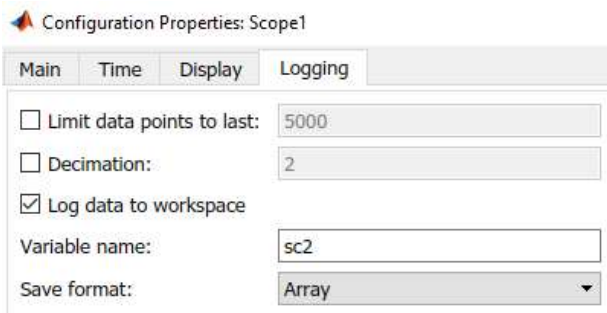 Configuration Properties: Scope1
Main Time Display Logging
Limit data points to last: 5000
Decimation: 2
Log data to workspace
Variable name: sc2
Save format: Array